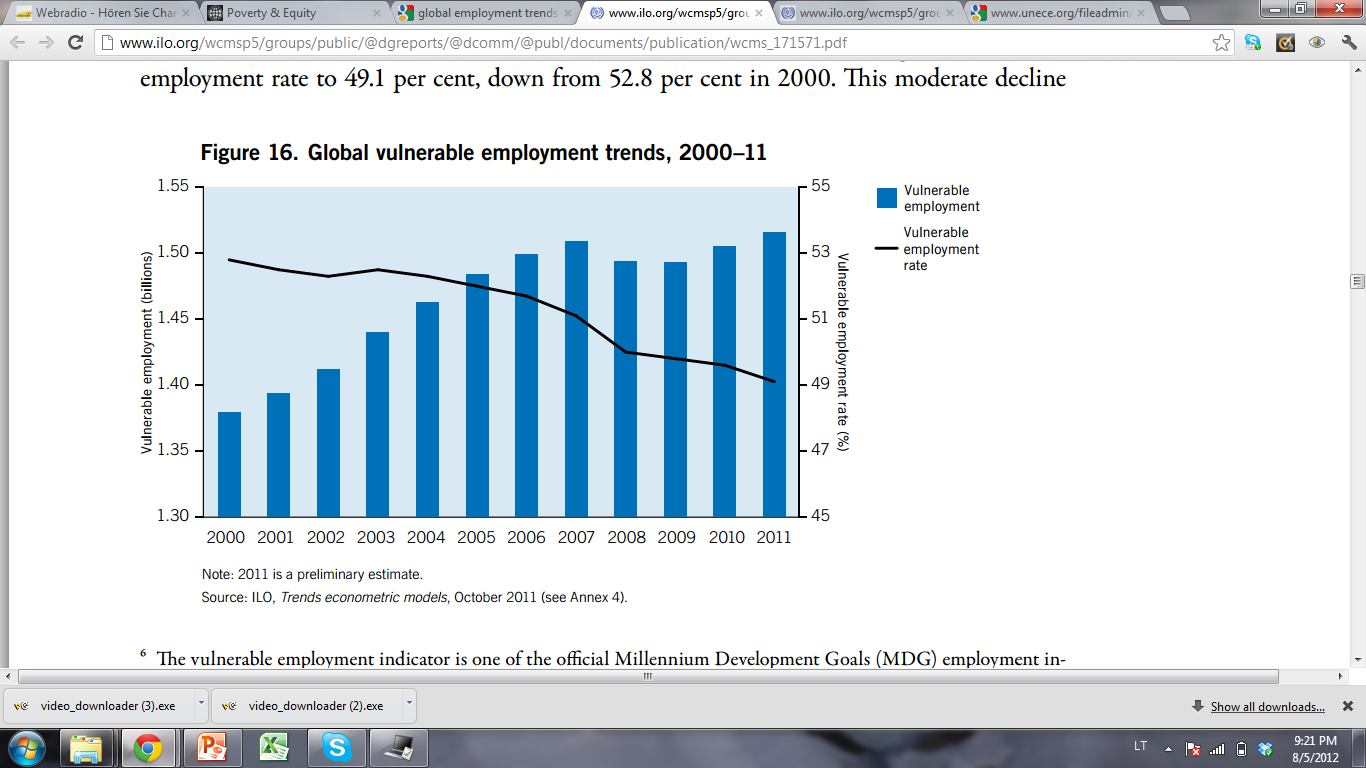 Webradio - Hören Sie Char
Poverty & Equity
global employment trends
www.ilo.org/wcmsp5/grou
www.ilo.org/wcmsp5/grou
www.unece.org/fileadmin/
www.ilo.org/wcmsp5/groups/public/@dgreports/@dcomm/@publ/documents/publication/wcms_171571.pdf
employment rate to 49.1 per cent, down from 52.8 per cent in 2000. This moderate decline
Figure 16. Global vulnerable employment trends, 2000–11
Vulnerable employment (billions)
1.55
1.50
1.45
1.40
1.35
1.30
55
53
51
49
47
45
Vulnerable employment rate (%)
2000 2001 2002 2003 2004 2005 2006 2007 2008 2009 2010 2011
Vulnerable
employment
Vulnerable
employment
rate
Note: 2011 is a preliminary estimate.
Source: ILO, Trends econometric models, October 2011 (see Annex 4).
6 The vulnerable employment indicator is one of the official Millennium Development Goals (MDG) employment in-
video_downloader (3).exe
video_downloader (2).exe
Show all downloads...
LT
9:21 PM
8/5/2012